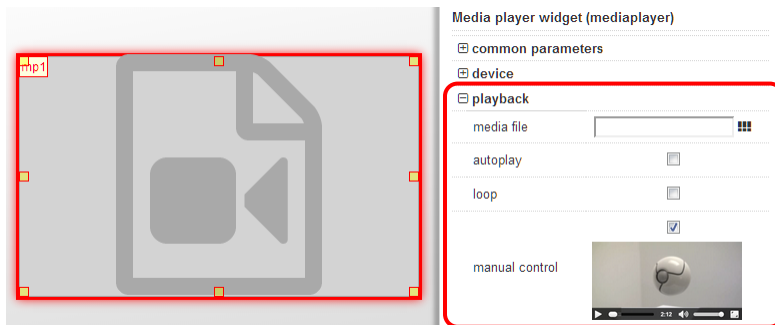 Media player widget (mediaplayer)
mp1
common parameters
device
playback
media file
autoplay
loop
manual control
2:12